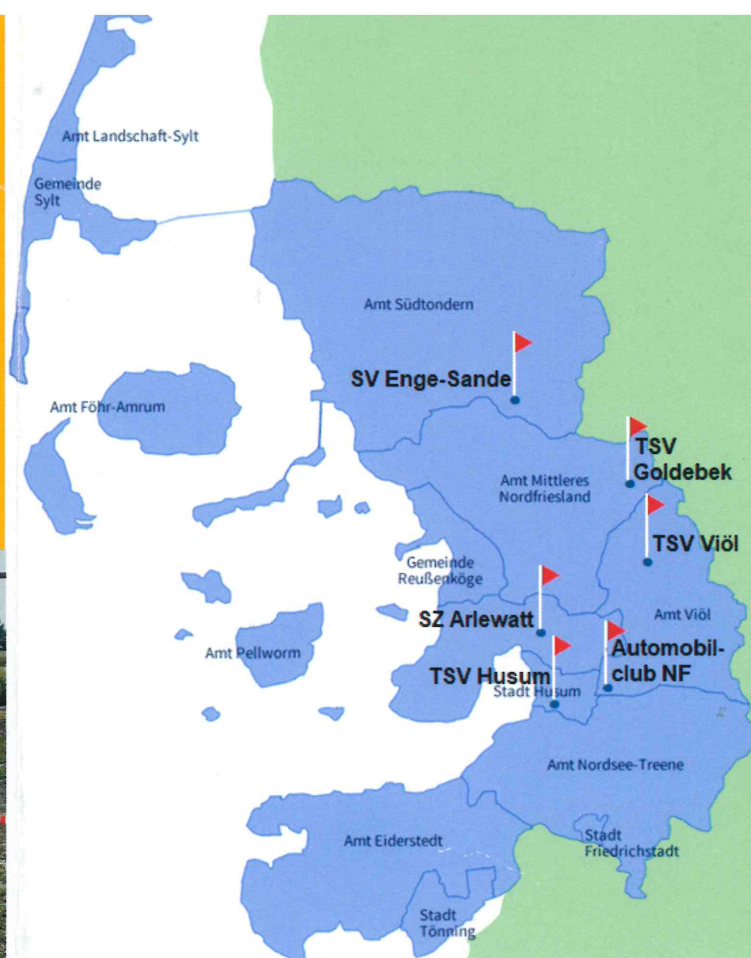 Amt Landschaft-Sylt
Gemeinde
Sylt
Amt Südtondern
SV Enge-Sande
Amt Föhr-Amrum
TSV
Goldebek
Amt Mittleres
Nordfriesland
TSV Viöl
Gemeinde
Reußenköge
SZ Arlewatt
Amt Viöl
Automobil-
club NF
Amt Pellworm
TSV Husum
Stadt Husum
Amt Nordsee-Treene
Amt Eiderstedt
Stadt
Friedrichstadt
Stadt
Tönning